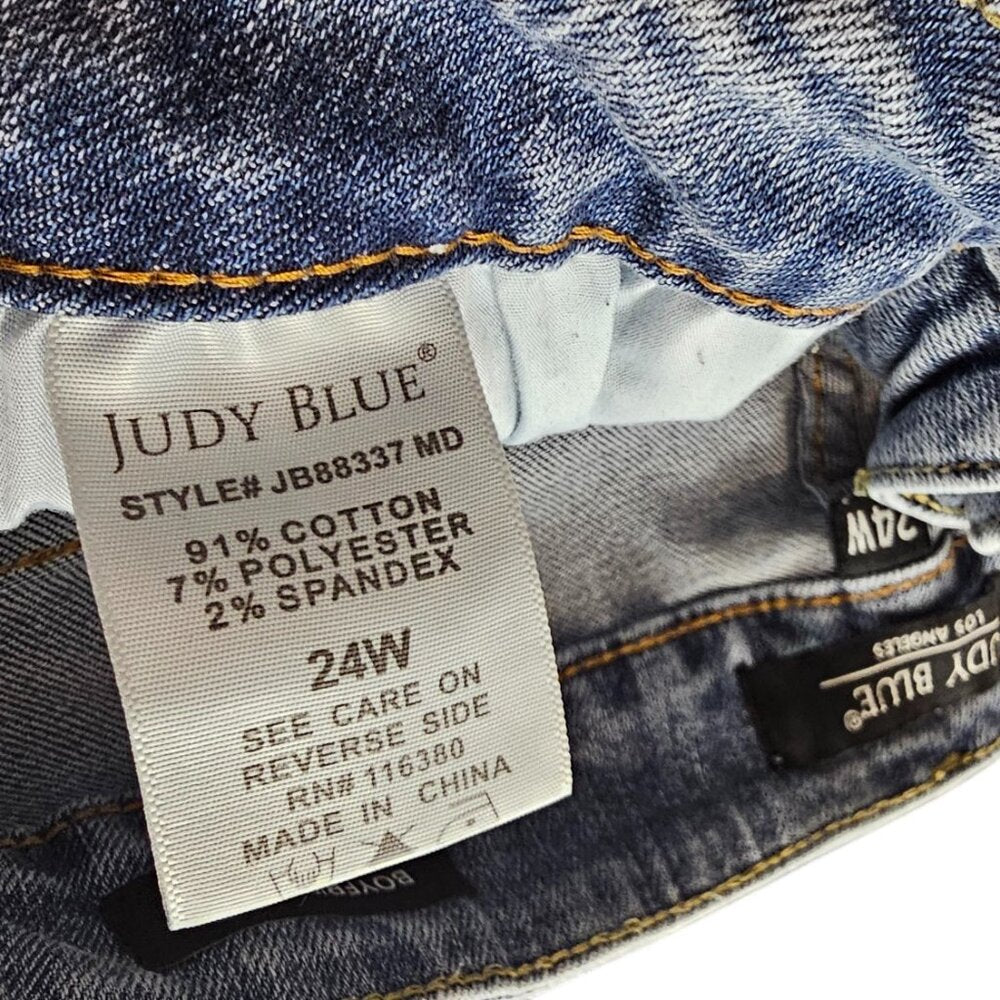 JUDY BLUE®
STYLE# JB88337 MD
91% COTTON
7% POLYESTER
2% SPANDEX
24W
SEE CARE ON
REVERSE SIDE
RN# 116380
MADE IN CHINA
24W
JUDY BLUE®
LOS ANGELES